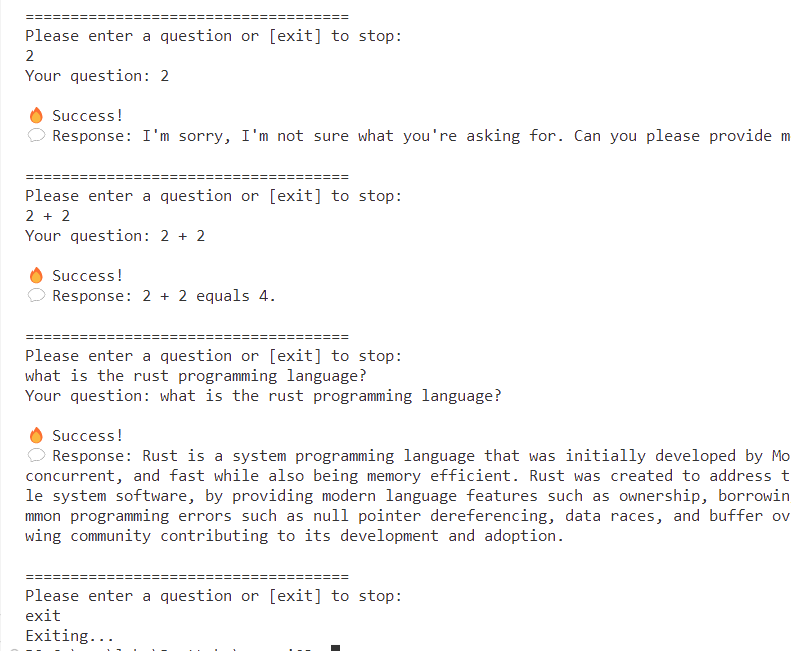 ====================================
Please enter a question or [exit] to stop:
2
Your question: 2
🔥 Success!
💬 Response: I'm sorry, I'm not sure what you're asking for. Can you please provide m
====================================
Please enter a question or [exit] to stop:
2 + 2
Your question: 2 + 2
🔥 Success!
💬 Response: 2 + 2 equals 4.
====================================
Please enter a question or [exit] to stop:
what is the rust programming language?
Your question: what is the rust programming language?
🔥 Success!
💬 Response: Rust is a system programming language that was initially developed by Mo
concurrent, and fast while also being memory efficient. Rust was created to address t
le system software, by providing modern language features such as ownership, borrowin
mmon programming errors such as null pointer dereferencing, data races, and buffer ov
wing community contributing to its development and adoption.
====================================
Please enter a question or [exit] to stop:
exit
Exiting...